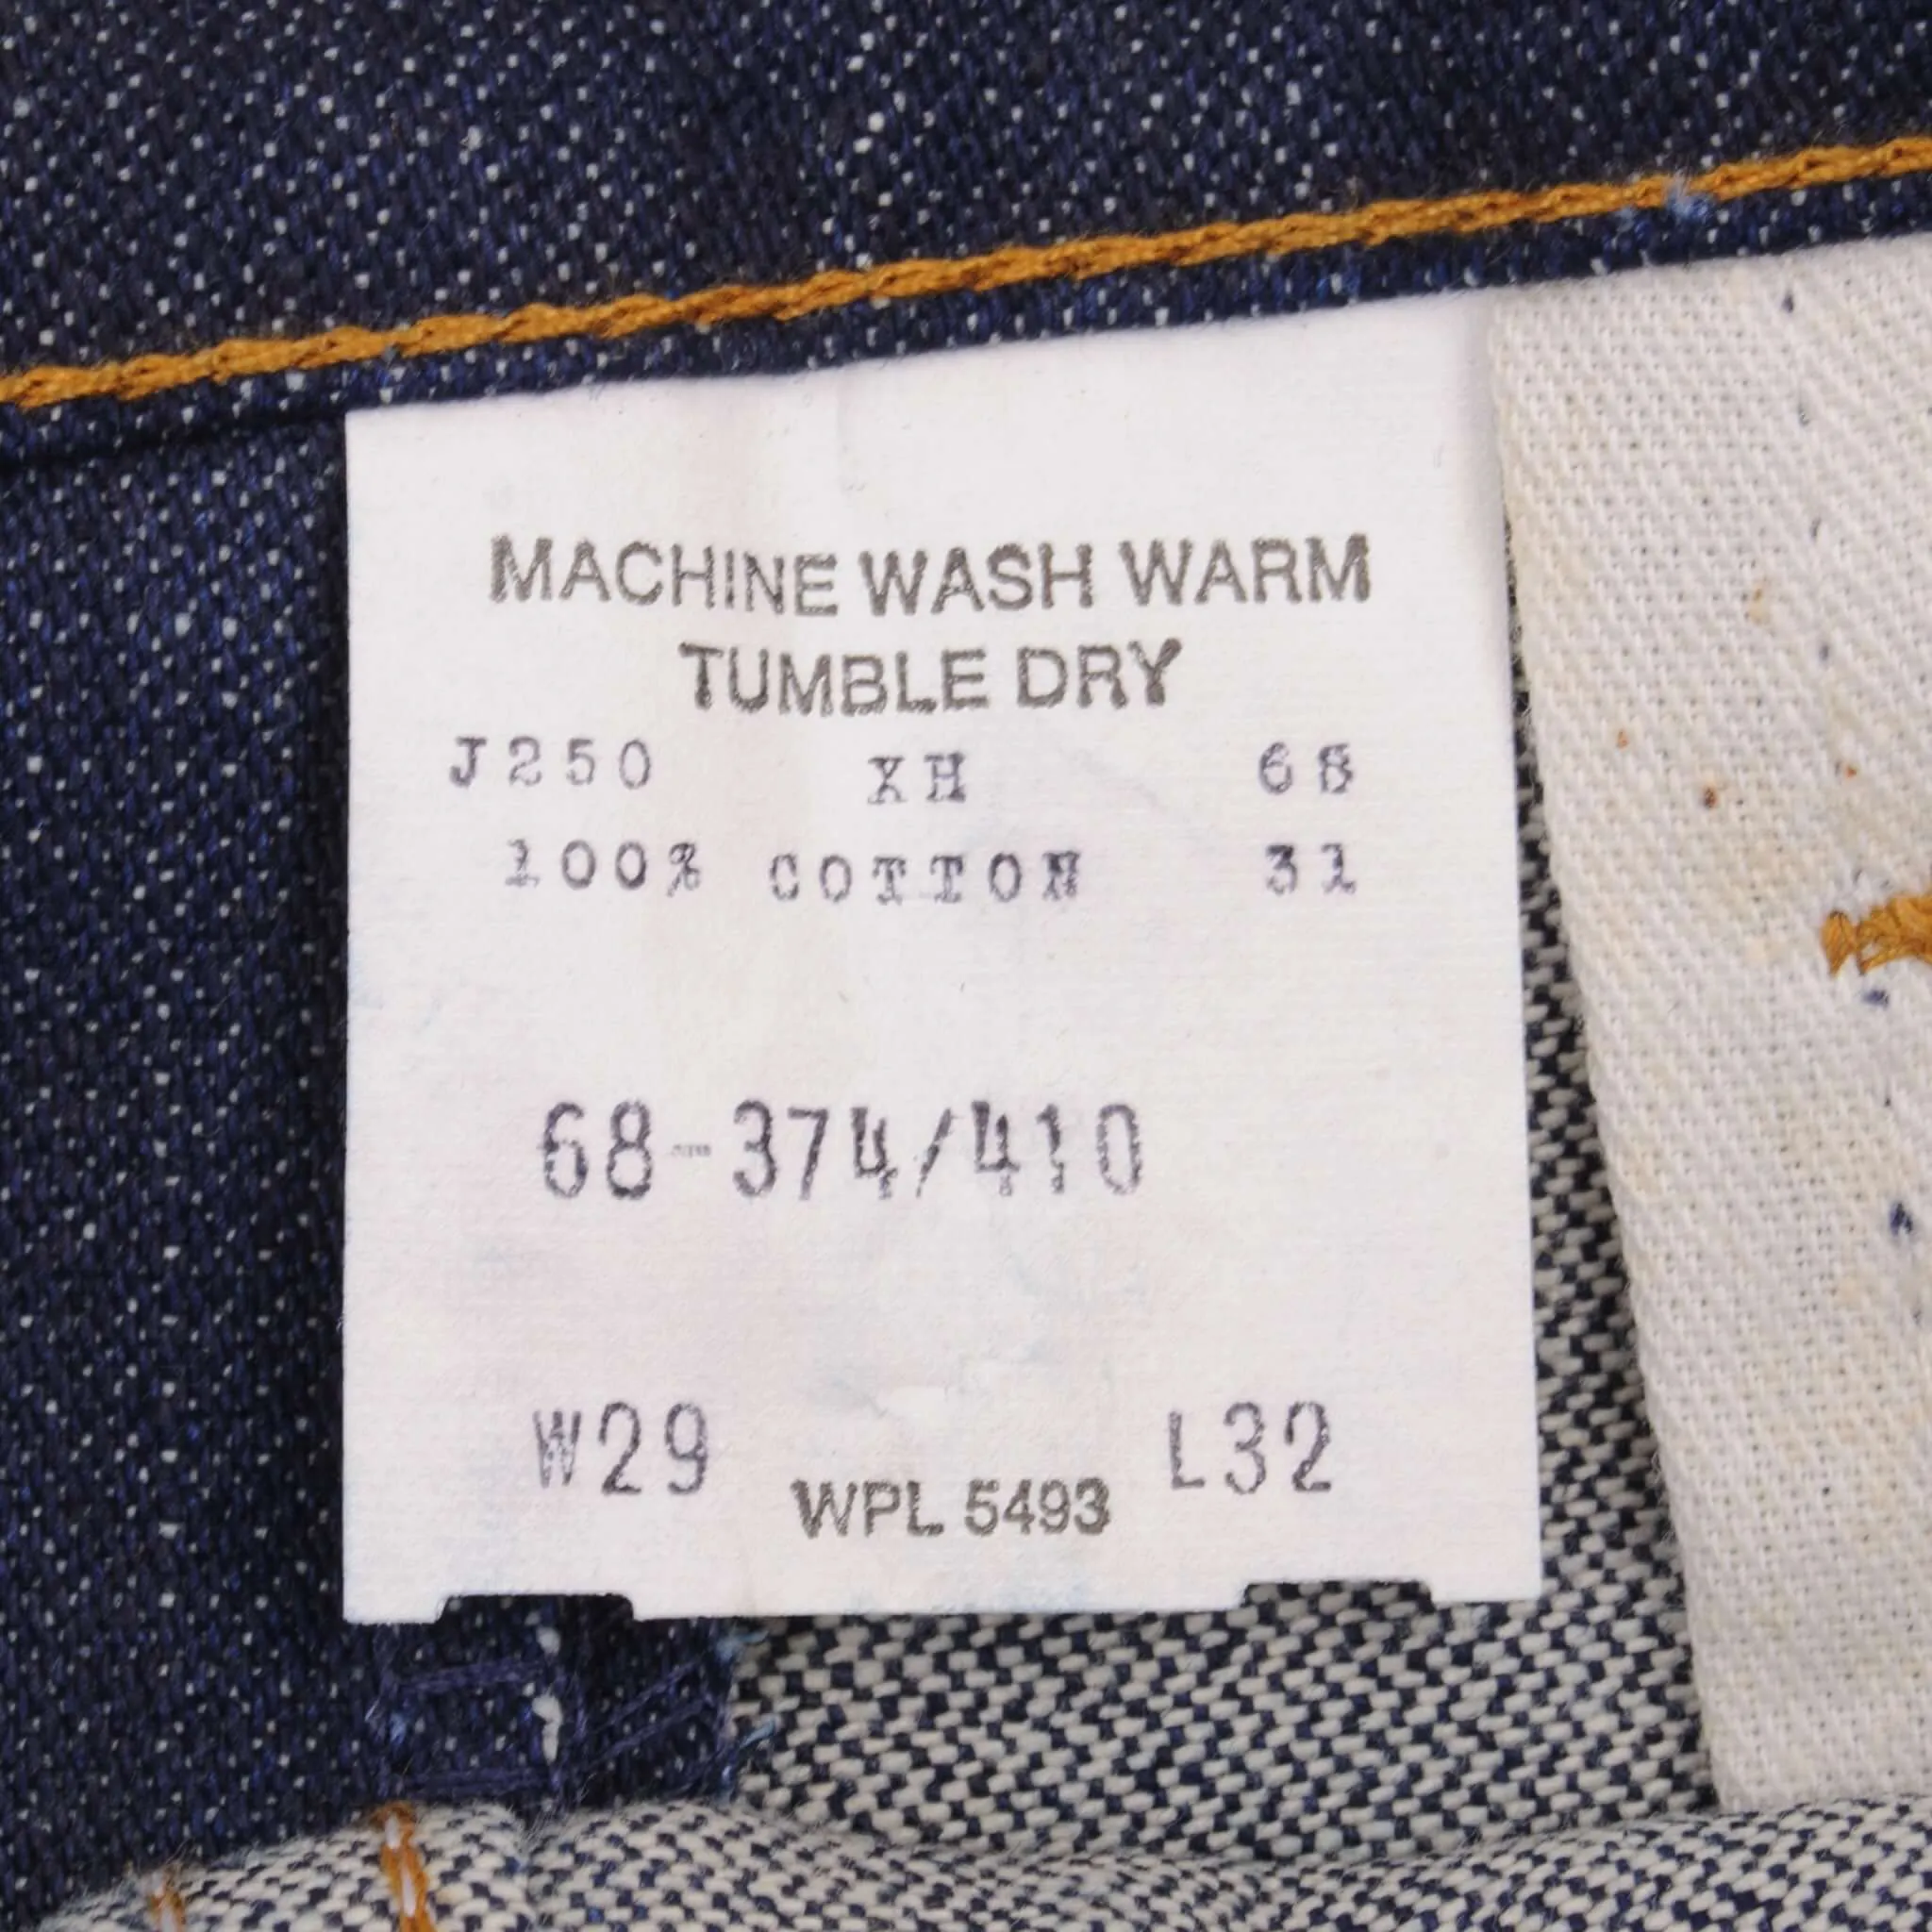 MACHINE WASH WARM
TUMBLE DRY
J250 XH 68
100% COTTON 31
68-374/410
W29 L32
WPL 5493